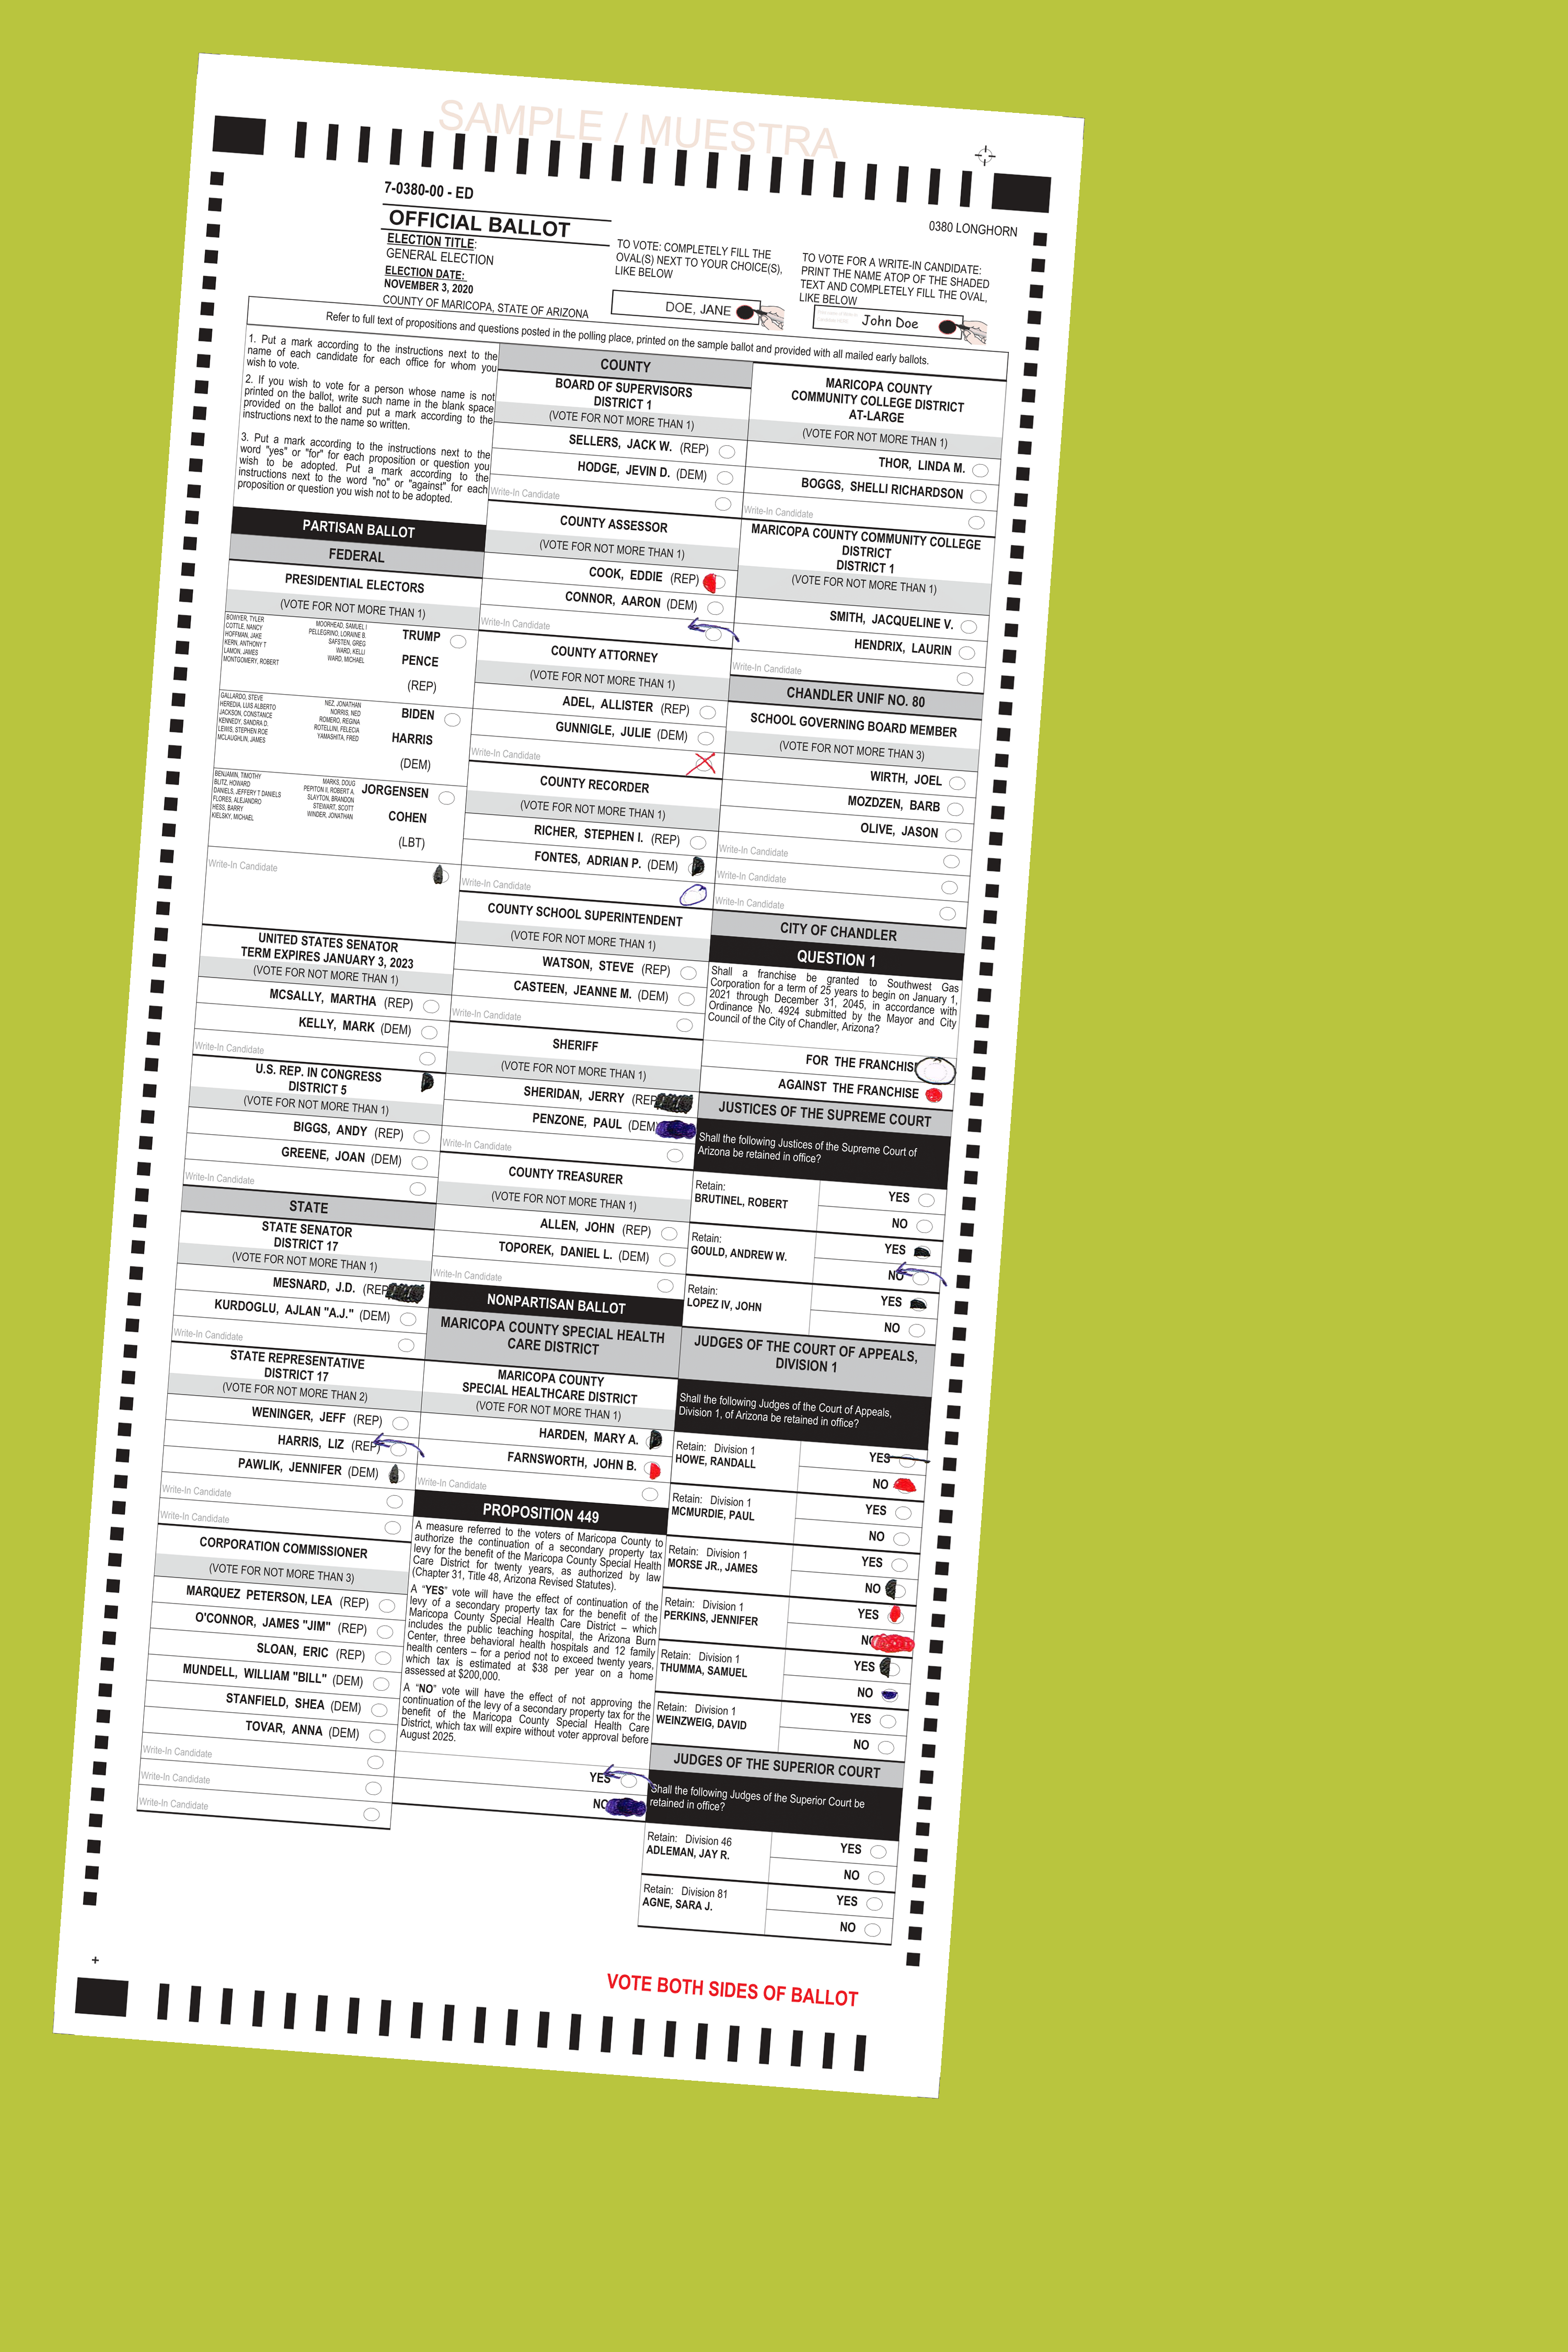 SAMPLE / MUESTRA
7-0380-00 - ED
0380 LONGHORN
OFFICIAL BALLOT
ELECTION TITLE:
GENERAL ELECTION
ELECTION DATE:
NOVEMBER 3, 2020
COUNTY OF MARICOPA, STATE OF ARIZONA
TO VOTE: COMPLETELY FILL THE
OVAL(S) NEXT TO YOUR CHOICE(S),
LIKE BELOW
DOE, JANE
TO VOTE FOR A WRITE-IN CANDIDATE:
PRINT THE NAME ATOP OF THE SHADED
TEXT AND COMPLETELY FILL THE OVAL,
LIKE BELOW
John Doe
Refer to full text of propositions and questions posted in the polling place, printed on the sample ballot and provided with all mailed early ballots.
1. Put a mark according to the instructions next to the
name of each candidate for each office for whom you
wish to vote.
2. If you wish to vote for a person whose name is not
printed on the ballot, write such name in the blank space
provided on the ballot and put a mark according to the
instructions next to the name so written.
3. Put a mark according to the instructions next to the
word "yes" or "for" for each proposition or question you
wish to be adopted. Put a mark according to the
instructions next to the word "no" or "against" for each
proposition or question you wish not to be adopted.
PARTISAN BALLOT
FEDERAL
PRESIDENTIAL ELECTORS
(VOTE FOR NOT MORE THAN 1)
BOWYER, TYLER
COTTLE, NANCY
HOFFMAN, JAKE
KERN, ANTHONY T
LAMON, JAMES
MONTGOMERY, ROBERT
MOORHEAD, SAMUEL I
PELLEGRINO, LORAINE B.
SAFSTEN, GREG
WARD, KELLI
WARD, MICHAEL
TRUMP
PENCE
(REP)
GALLARDO, STEVE
HEREDIA, LUIS ALBERTO
JACKSON, CONSTANCE
KENNEDY, SANDRA D.
LEWIS, STEPHEN ROE
MCLAUGHLIN, JAMES
NEZ, JONATHAN
NORRIS, NED
ROMERO, REGINA
ROTELLINI, FELECIA
YAMASHITA, FRED
BIDEN
HARRIS
(DEM)
BENJAMIN, TIMOTHY
BLITZ, HOWARD
DANIELS, JEFFERY T DANIELS
FLORES, ALEJANDRO
HESS, BARRY
KIELSKY, MICHAEL
MARKS, DOUG
PEPITON II, ROBERT A.
SLAYTON, BRANDON
STEWART, SCOTT
WINDER, JONATHAN
JORGENSEN
COHEN
(LBT)
Write-In Candidate
UNITED STATES SENATOR
TERM EXPIRES JANUARY 3, 2023
(VOTE FOR NOT MORE THAN 1)
MCSALLY, MARTHA (REP)
KELLY, MARK (DEM)
Write-In Candidate
U.S. REP. IN CONGRESS
DISTRICT 5
(VOTE FOR NOT MORE THAN 1)
BIGGS, ANDY (REP)
GREENE, JOAN (DEM)
Write-In Candidate
STATE
STATE SENATOR
DISTRICT 17
(VOTE FOR NOT MORE THAN 1)
MESNARD, J.D. (REP
KURDOGLU, AJLAN "A.J." (DEM)
Write-In Candidate
STATE REPRESENTATIVE
DISTRICT 17
(VOTE FOR NOT MORE THAN 2)
WENINGER, JEFF (REP)
HARRIS, LIZ (REP)
PAWLIK, JENNIFER (DEM)
Write-In Candidate
Write-In Candidate
CORPORATION COMMISSIONER
(VOTE FOR NOT MORE THAN 3)
MARQUEZ PETERSON, LEA (REP)
O'CONNOR, JAMES "JIM" (REP)
SLOAN, ERIC (REP)
MUNDELL, WILLIAM "BILL" (DEM)
STANFIELD, SHEA (DEM)
TOVAR, ANNA (DEM)
Write-In Candidate
Write-In Candidate
Write-In Candidate
COUNTY
BOARD OF SUPERVISORS
DISTRICT 1
(VOTE FOR NOT MORE THAN 1)
SELLERS, JACK W. (REP)
HODGE, JEVIN D. (DEM)
Write-In Candidate
COUNTY ASSESSOR
(VOTE FOR NOT MORE THAN 1)
COOK, EDDIE (REP)
CONNOR, AARON (DEM)
Write-In Candidate
COUNTY ATTORNEY
(VOTE FOR NOT MORE THAN 1)
ADEL, ALLISTER (REP)
GUNNIGLE, JULIE (DEM)
Write-In Candidate
COUNTY RECORDER
(VOTE FOR NOT MORE THAN 1)
RICHER, STEPHEN I. (REP)
FONTES, ADRIAN P. (DEM)
Write-In Candidate
COUNTY SCHOOL SUPERINTENDENT
(VOTE FOR NOT MORE THAN 1)
WATSON, STEVE (REP)
CASTEEN, JEANNE M. (DEM)
Write-In Candidate
SHERIFF
(VOTE FOR NOT MORE THAN 1)
SHERIDAN, JERRY (REP
PENZONE, PAUL (DEM)
Write-In Candidate
COUNTY TREASURER
(VOTE FOR NOT MORE THAN 1)
ALLEN, JOHN (REP)
TOPOREK, DANIEL L. (DEM)
Write-In Candidate
NONPARTISAN BALLOT
MARICOPA COUNTY SPECIAL HEALTH
CARE DISTRICT
MARICOPA COUNTY
SPECIAL HEALTHCARE DISTRICT
(VOTE FOR NOT MORE THAN 1)
HARDEN, MARY A.
FARNSWORTH, JOHN B.
Write-In Candidate
PROPOSITION 449
A measure referred to the voters of Maricopa County to
authorize the continuation of a secondary property tax
levy for the benefit of the Maricopa County Special Health
Care District for twenty years, as authorized by law
(Chapter 31, Title 48, Arizona Revised Statutes).
A "YES" vote will have the effect of continuation of the
levy of a secondary property tax for the benefit of the
Maricopa County Special Health Care District – which
includes the public teaching hospital, the Arizona Burn
Center, three behavioral health hospitals and 12 family
health centers – for a period not to exceed twenty years,
which tax is estimated at $38 per year on a home
assessed at $200,000.
A "NO" vote will have the effect of not approving the
continuation of the levy of a secondary property tax for the
benefit of the Maricopa County Special Health Care
District, which tax will expire without voter approval before
August 2025.
YES
NO
MARICOPA COUNTY
COMMUNITY COLLEGE DISTRICT
AT-LARGE
(VOTE FOR NOT MORE THAN 1)
THOR, LINDA M.
BOGGS, SHELLI RICHARDSON
Write-In Candidate
MARICOPA COUNTY COMMUNITY COLLEGE
DISTRICT
DISTRICT 1
(VOTE FOR NOT MORE THAN 1)
SMITH, JACQUELINE V.
HENDRIX, LAURIN
Write-In Candidate
CHANDLER UNIF NO. 80
SCHOOL GOVERNING BOARD MEMBER
(VOTE FOR NOT MORE THAN 3)
WIRTH, JOEL
MOZDZEN, BARB
OLIVE, JASON
Write-In Candidate
Write-In Candidate
Write-In Candidate
CITY OF CHANDLER
QUESTION 1
Shall a franchise be granted to Southwest Gas
Corporation for a term of 25 years to begin on January 1,
2021 through December 31, 2045, in accordance with
Ordinance No. 4924 submitted by the Mayor and City
Council of the City of Chandler, Arizona?
FOR THE FRANCHISE
AGAINST THE FRANCHISE
JUSTICES OF THE SUPREME COURT
Shall the following Justices of the Supreme Court of
Arizona be retained in office?
Retain:
BRUTINEL, ROBERT
YES
NO
Retain:
GOULD, ANDREW W.
YES
NO
Retain:
LOPEZ IV, JOHN
YES
NO
JUDGES OF THE COURT OF APPEALS,
DIVISION 1
Shall the following Judges of the Court of Appeals,
Division 1, of Arizona be retained in office?
Retain: Division 1
HOWE, RANDALL
YES
NO
Retain: Division 1
MCMURDIE, PAUL
YES
NO
Retain: Division 1
MORSE JR., JAMES
YES
NO
Retain: Division 1
PERKINS, JENNIFER
YES
NO
Retain: Division 1
THUMMA, SAMUEL
YES
NO
Retain: Division 1
WEINZWEIG, DAVID
YES
NO
JUDGES OF THE SUPERIOR COURT
Shall the following Judges of the Superior Court be
retained in office?
Retain: Division 46
ADLEMAN, JAY R.
YES
NO
Retain: Division 81
AGNE, SARA J.
YES
NO
VOTE BOTH SIDES OF BALLOT